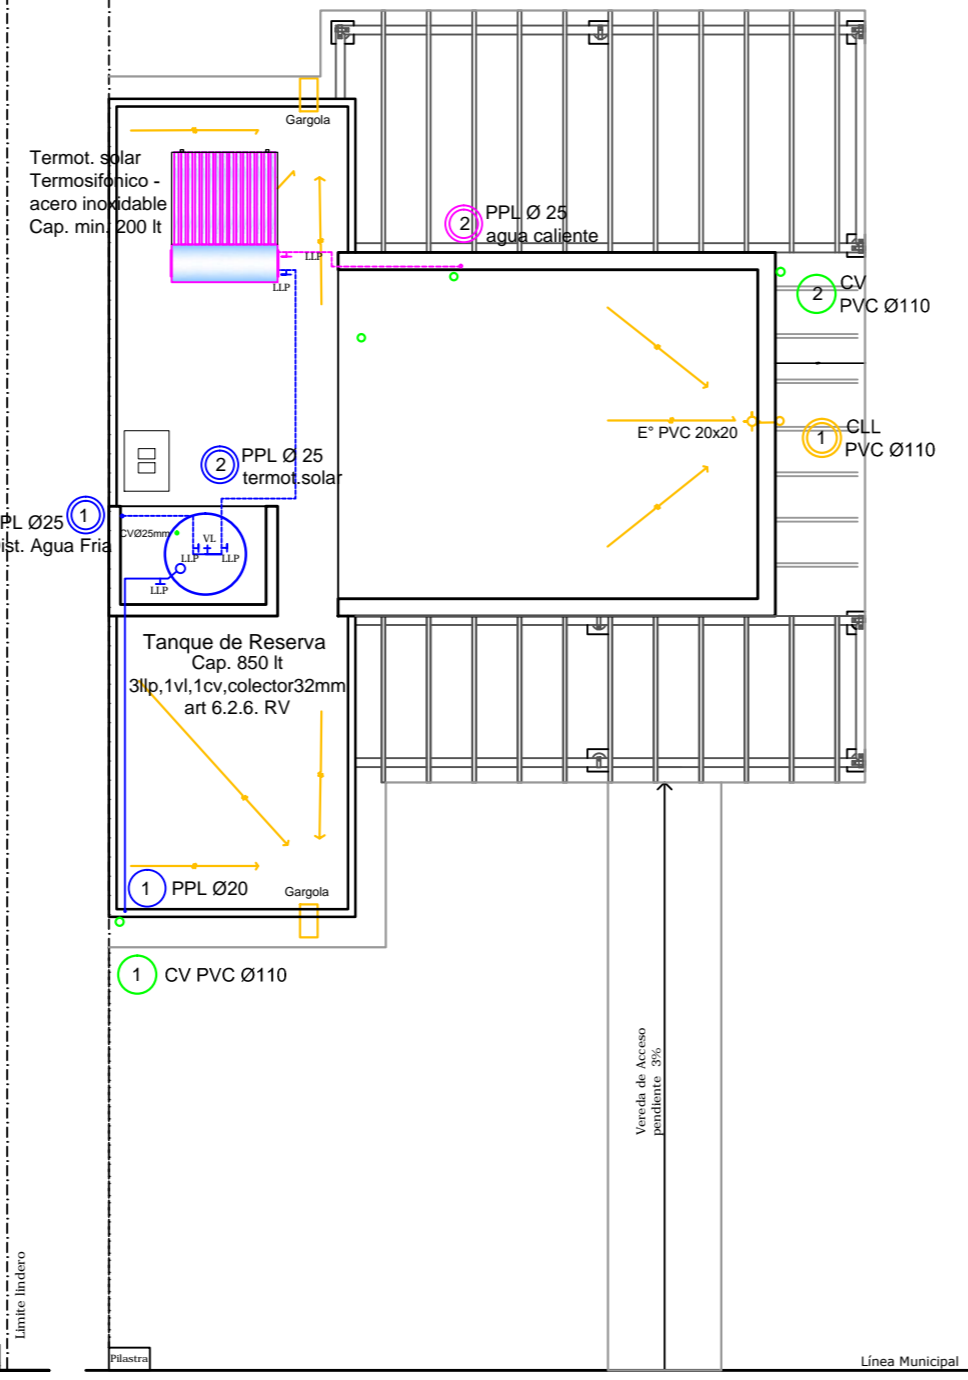 Gargola
Termot. solar
Termosifonico -
acero inoxidable
Cap. min. 200 lt
LLP
LLP
2
PPL Ø 25
agua caliente
2
CV
PVC Ø110
E° PVC 20x20
1
CLL
PVC Ø110
2
PPL Ø 25
termot.solar
PL Ø25
1
ist. Agua Fria
CVØ25mm
VL
LLP
LLP
LLP
Tanque de Reserva
Cap. 850 lt
3llp,1vl,1cv,colector32mm
art 6.2.6. RV
1
PPL Ø20
Gargola
1
CV PVC Ø110
Vereda de Acceso
pendiente 3%
Limite lindero
Pilastra
Línea Municipal